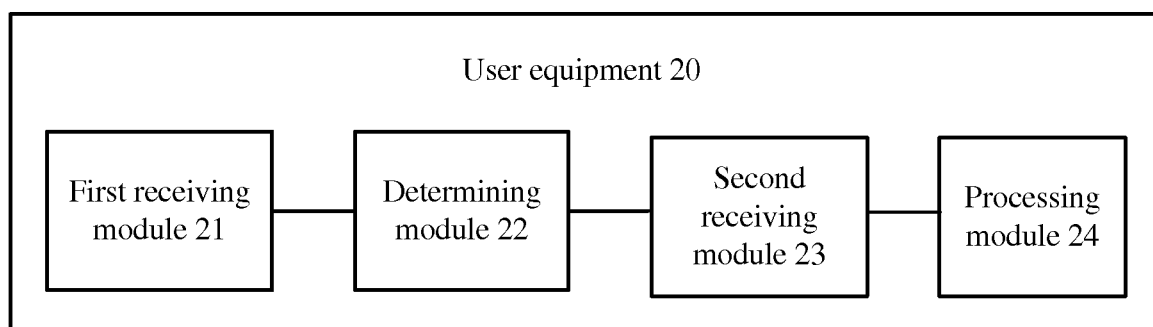 User equipment 20
First receiving
module 21
Determining
module 22
Second
receiving
module 23
Processing
module 24